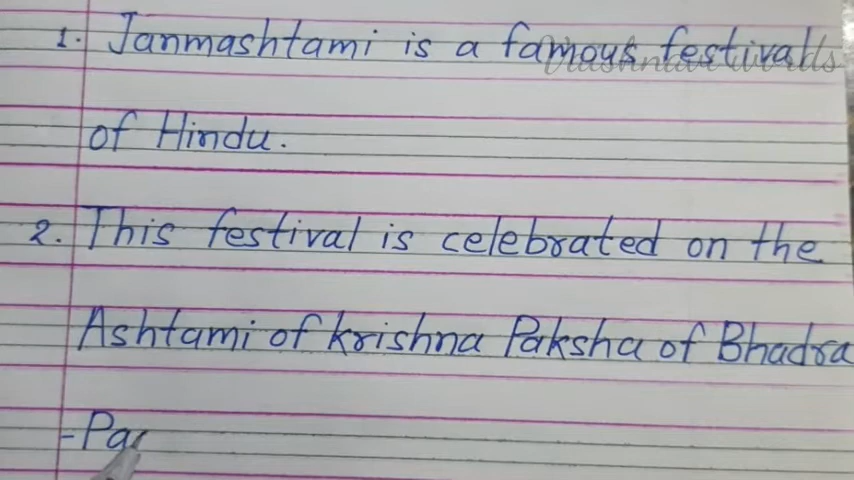 1. Janmashtami is a famous festivals
of Hindu.
2. This festival is celebrated on the
Ashtami of krishna Paksha of Bhadra
-Pa